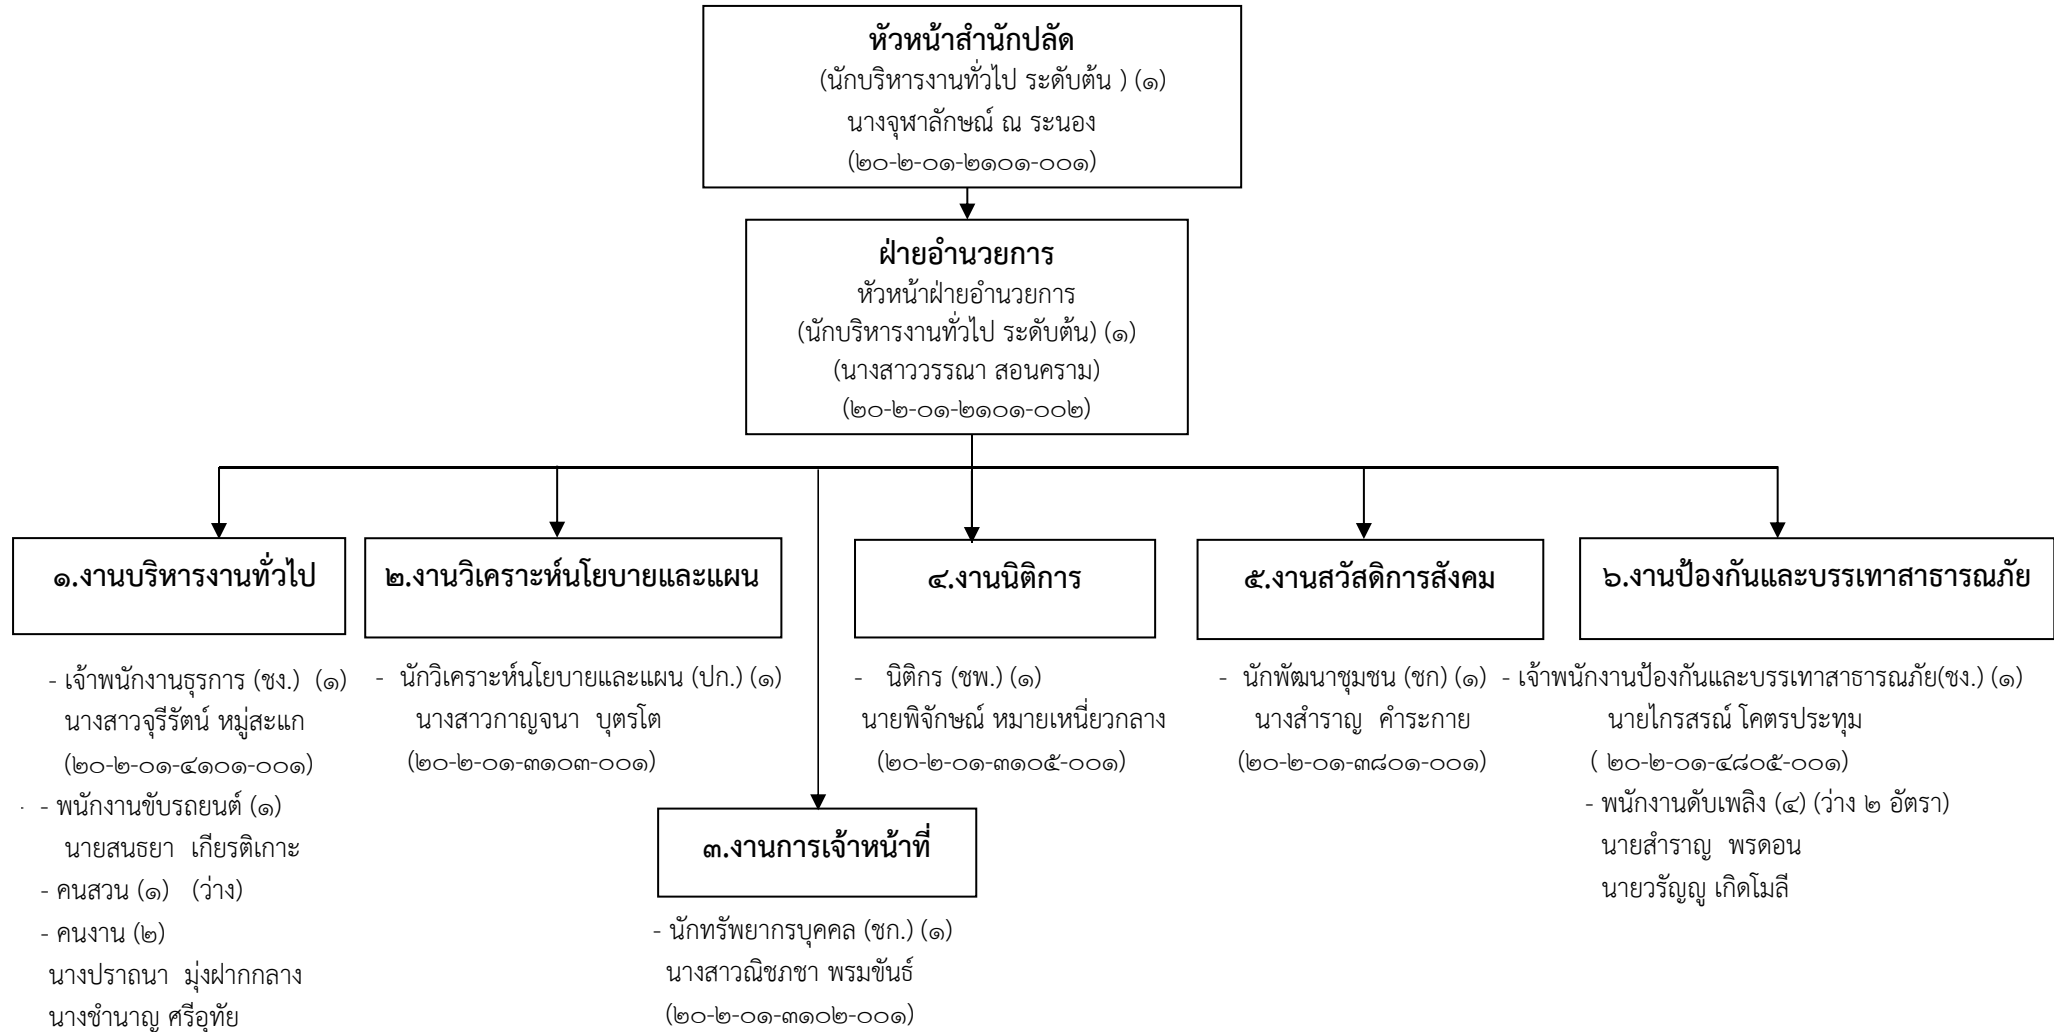 หัวหน้าสำนักปลัด
(นักบริหารงานทั่วไป ระดับต้น ) (๑)
นางจุฬาลักษณ์ ณ ระนอง
(๒๐-๒-๐๑-๒๑๐๑-๐๐๑)
ฝ่ายอำนวยการ
หัวหน้าฝ่ายอำนวยการ
(นักบริหารงานทั่วไป ระดับต้น) (๑)
(นางสาววรรณา สอนคราม)
(๒๐-๒-๐๑-๒๑๐๑-๐๐๒)
๑.งานบริหารงานทั่วไป
- เจ้าพนักงานธุรการ (ชง.) (๑)
นางสาวจุรีรัตน์ หมู่สะแก
(๒๐-๒-๐๑-๔๑๐๑-๐๐๑)
- พนักงานขับรถยนต์ (๑)
นายสนธยา เกียรติเกาะ
- คนสวน (๑) (ว่าง)
- คนงาน (๒)
นางปราถนา มุ่งฝากกลาง
นางชำนาญ ศรีอุทัย
๒.งานวิเคราะห์นโยบายและแผน
- นักวิเคราะห์นโยบายและแผน (ปก.) (๑)
นางสาวกาญจนา บุตรโต
(๒๐-๒-๐๑-๓๑๐๓-๐๐๑)
๓.งานการเจ้าหน้าที่
- นักทรัพยากรบุคคล (ชก.) (๑)
นางสาวณิชภชา พรมขันธ์
(๒๐-๒-๐๑-๓๑๐๒-๐๐๑)
๔.งานนิติการ
- นิติกร (ชพ.) (๑)
นายพิจักษณ์ หมายเหนี่ยวกลาง
(๒๐-๒-๐๑-๓๑๐๕-๐๐๑)
๕.งานสวัสดิการสังคม
- นักพัฒนาชุมชน (ชก) (๑)
นางสำราญ คำระกาย
(๒๐-๒-๐๑-๓๘๐๑-๐๐๑)
๖.งานป้องกันและบรรเทาสาธารณภัย
- เจ้าพนักงานป้องกันและบรรเทาสาธารณภัย(ชง.) (๑)
นายไกรสรณ์ โคตรประทุม
( ๒๐-๒-๐๑-๔๘๐๕-๐๐๑)
- พนักงานดับเพลิง (๔) (ว่าง ๒ อัตรา)
นายสำราญ พรดอน
นายวรัญญู เกิดโมลี